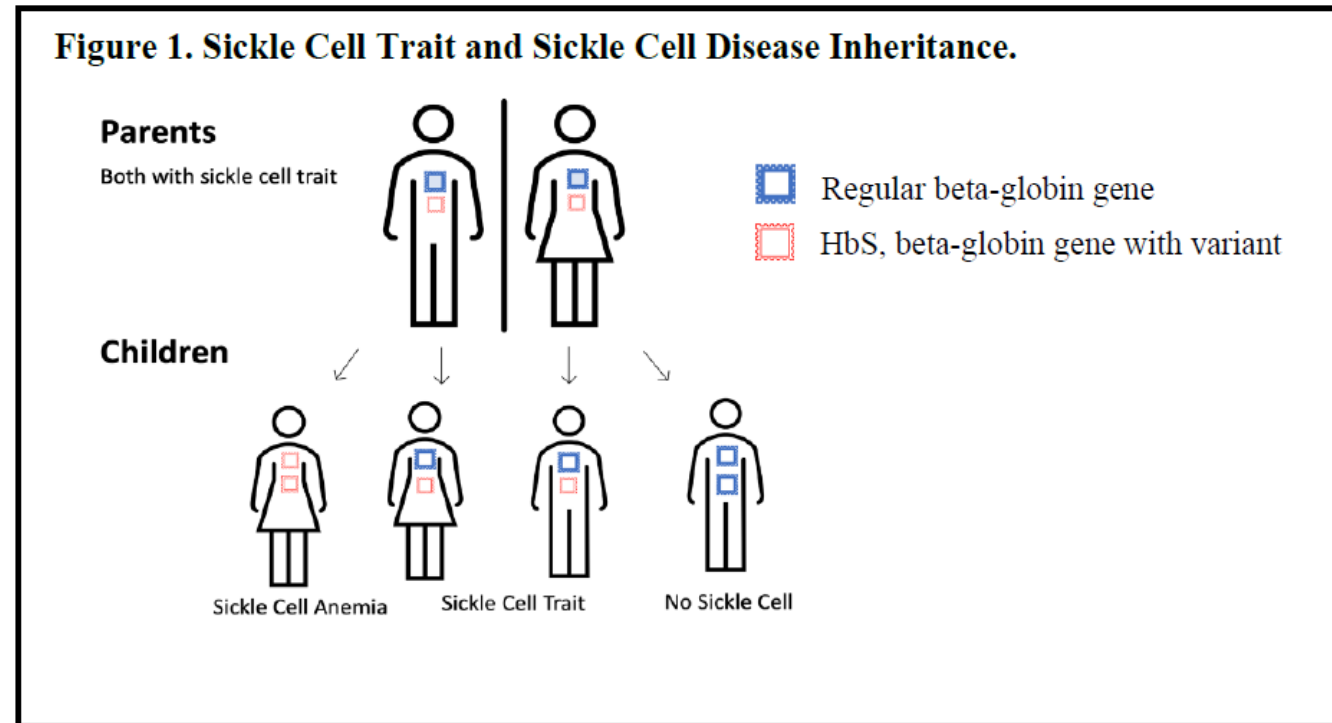 Figure 1. Sickle Cell Trait and Sickle Cell Disease Inheritance.
Parents
Both with sickle cell trait
Regular beta-globin gene
HbS, beta-globin gene with variant
Children
Sickle Cell Anemia
Sickle Cell Trait
No Sickle Cell